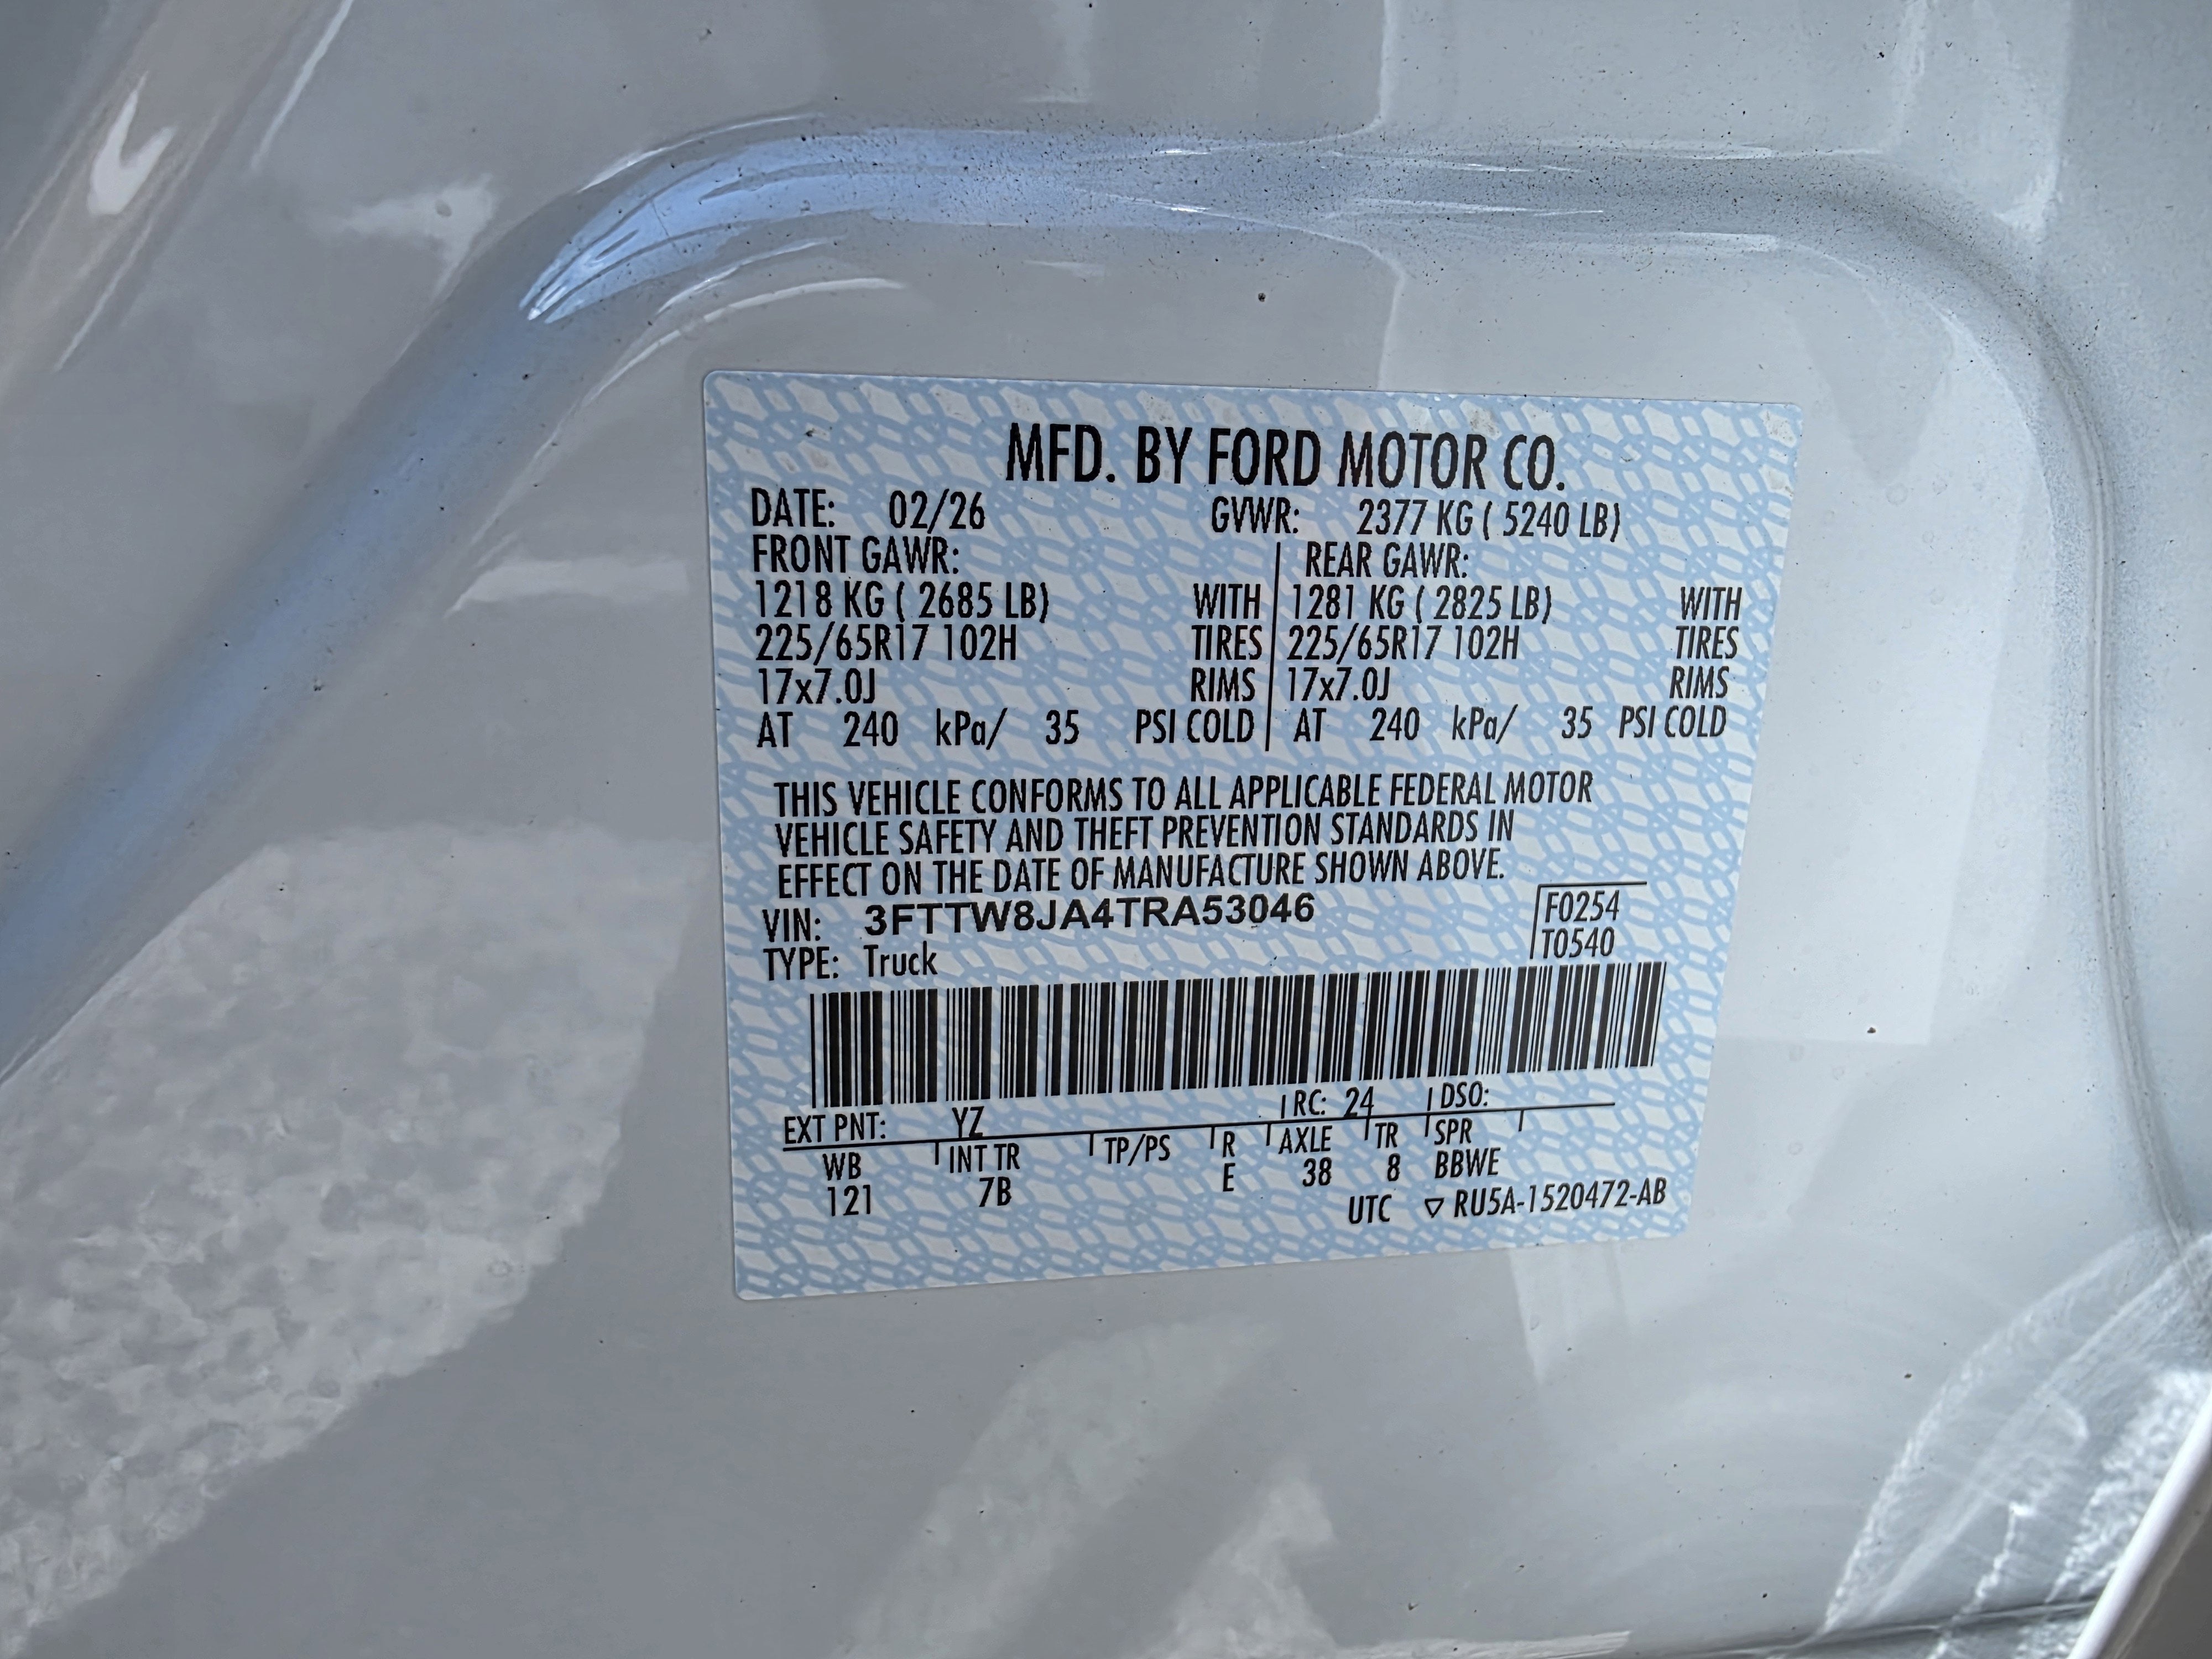 MFD. BY FORD MOTOR CO.
DATE: 02/26 GVWR: 2377 KG ( 5240 LB)
FRONT GAWR: REAR GAWR:
1218 KG ( 2685 LB) WITH 1281 KG ( 2825 LB) WITH
225/65R17 102H TIRES 225/65R17 102H TIRES
17x7.0J RIMS 17x7.0J RIMS
AT 240 kPa/ 35 PSI COLD AT 240 kPa/ 35 PSI COLD
THIS VEHICLE CONFORMS TO ALL APPLICABLE FEDERAL MOTOR
VEHICLE SAFETY AND THEFT PREVENTION STANDARDS IN
EFFECT ON THE DATE OF MANUFACTURE SHOWN ABOVE.
VIN: 3FTTW8JA4TRA53046 F0254
TYPE: Truck T0540
EXT PNT: YZ RC: 24 DSO:
WB INT TR TP/PS R AXLE TR SPR
121 7B E 38 8 BBWE
UTC ▽ RU5A-1520472-AB